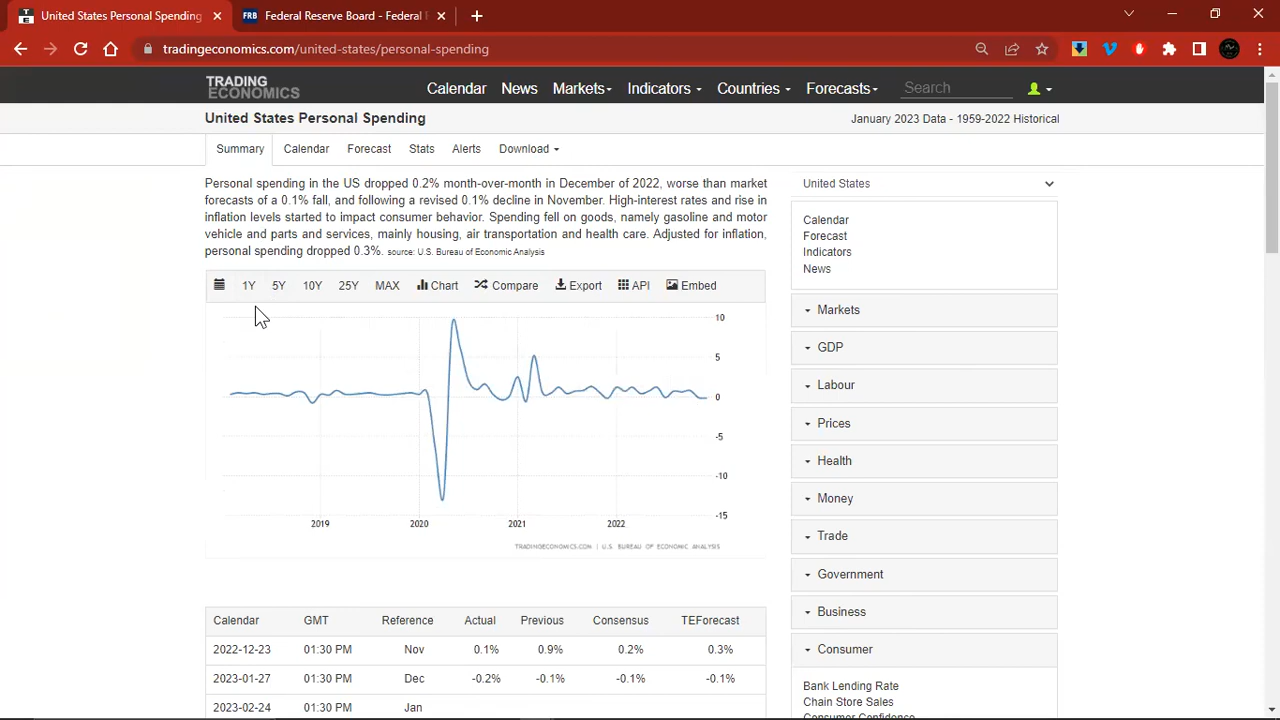 United States Personal Spending
Federal Reserve Board - Federal
tradingeconomics.com/united-states/personal-spending
TRADING ECONOMICS
Calendar News Markets Indicators Countries Forecasts Search
United States Personal Spending
January 2023 Data - 1959-2022 Historical
Summary Calendar Forecast Stats Alerts Download
Personal spending in the US dropped 0.2% month-over-month in December of 2022, worse than market
forecasts of a 0.1% fall, and following a revised 0.1% decline in November. High-interest rates and rise in
inflation levels started to impact consumer behavior. Spending fell on goods, namely gasoline and motor
vehicle and parts and services, mainly housing, air transportation and health care. Adjusted for inflation,
personal spending dropped 0.3%. source: U.S. Bureau of Economic Analysis
1Y 5Y 10Y 25Y MAX Chart Compare Export API Embed
10
5
0
-5
-10
-15
2019 2020 2021 2022
TRADINGECONOMICS.COM | U.S. BUREAU OF ECONOMIC ANALYSIS
Calendar GMT Reference Actual Previous Consensus TEForecast
2022-12-23 01:30 PM Nov 0.1% 0.9% 0.2% 0.3%
2023-01-27 01:30 PM Dec -0.2% -0.1% -0.1% -0.1%
2023-02-24 01:30 PM Jan
United States
Calendar
Forecast
Indicators
News
Markets
GDP
Labour
Prices
Health
Money
Trade
Government
Business
Consumer
Bank Lending Rate
Chain Store Sales
Consumer Confidence